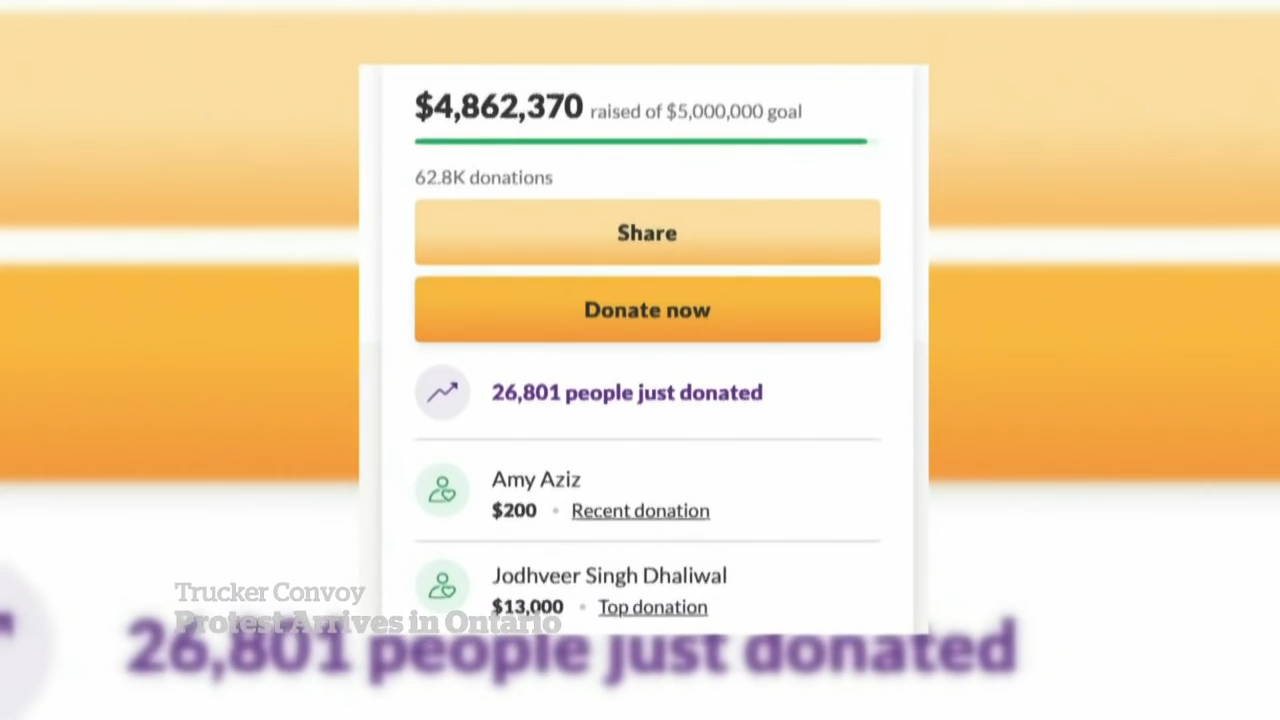 $4,862,370 raised of $5,000,000 goal
62.8K donations
Share
Donate now
26,801 people just donated
Amy Aziz
$200 • Recent donation
Jodhveer Singh Dhaliwal
$13,000 • Top donation
Trucker Convoy
Protest Arrives in Ontario
26,801 people just donated